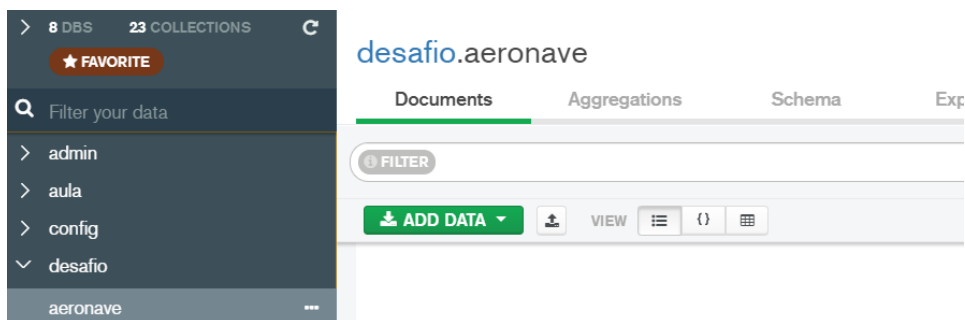 8 DBS 23 COLLECTIONS
FAVORITE
Filter your data
admin
aula
config
desafio
aeronave
desafio.aeronave
Documents Aggregations Schema Exp
FILTER
ADD DATA VIEW {}